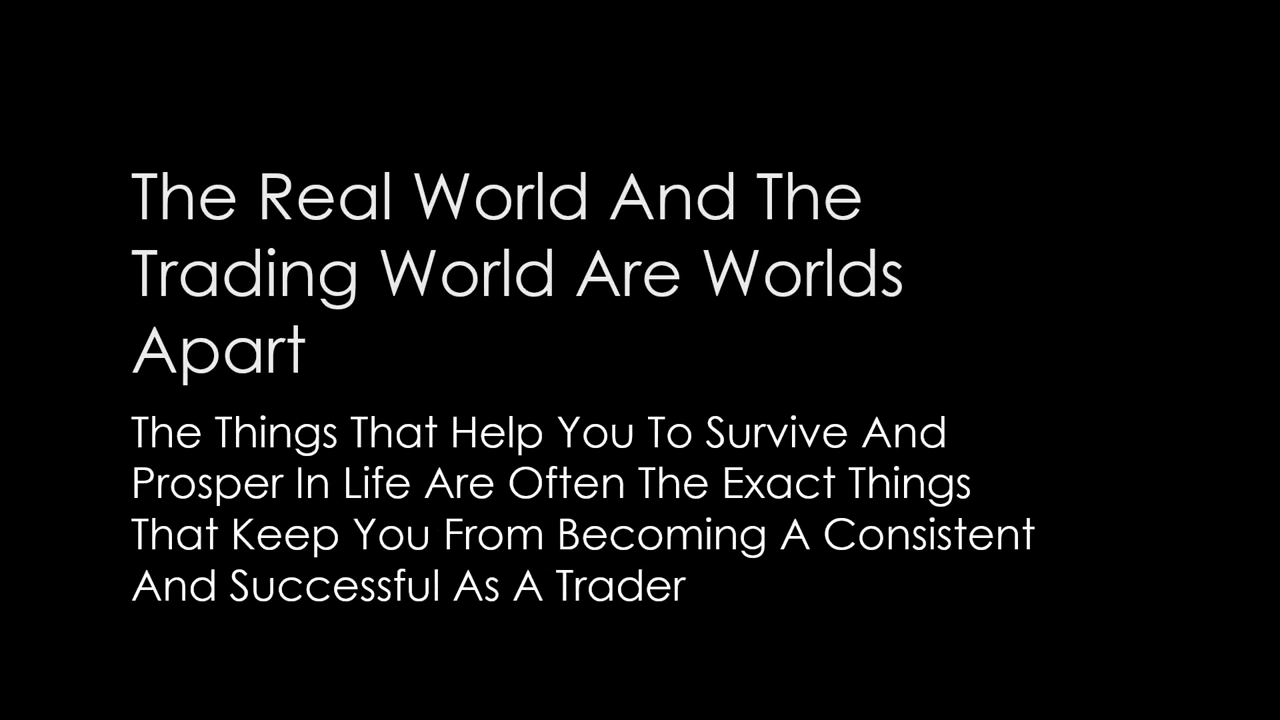 The Real World And The
Trading World Are Worlds
Apart
The Things That Help You To Survive And
Prosper In Life Are Often The Exact Things
That Keep You From Becoming A Consistent
And Successful As A Trader